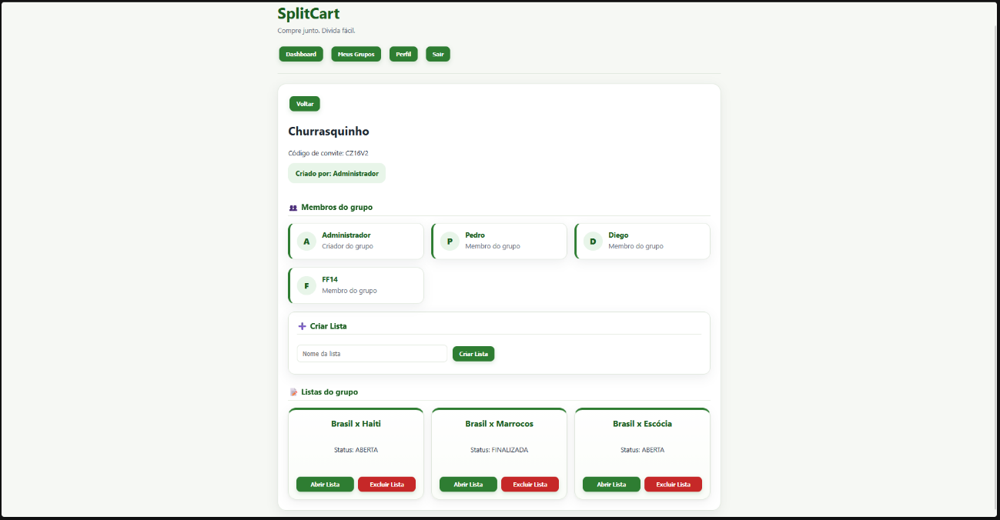 SplitCart
Compre junto. Divida fácil.
Dashboard Meus Grupos Perfil Sair
Voltar
Churrasquinho
Código de convite: CZ16V2
Criado por: Administrador
Membros do grupo
A Administrador
Criador do grupo
P Pedro
Membro do grupo
D Diego
Membro do grupo
F FF14
Membro do grupo
Criar Lista
Nome da lista
Criar Lista
Listas do grupo
Brasil x Haiti
Status: ABERTA
Abrir Lista Excluir Lista
Brasil x Marrocos
Status: FINALIZADA
Abrir Lista Excluir Lista
Brasil x Escócia
Status: ABERTA
Abrir Lista Excluir Lista